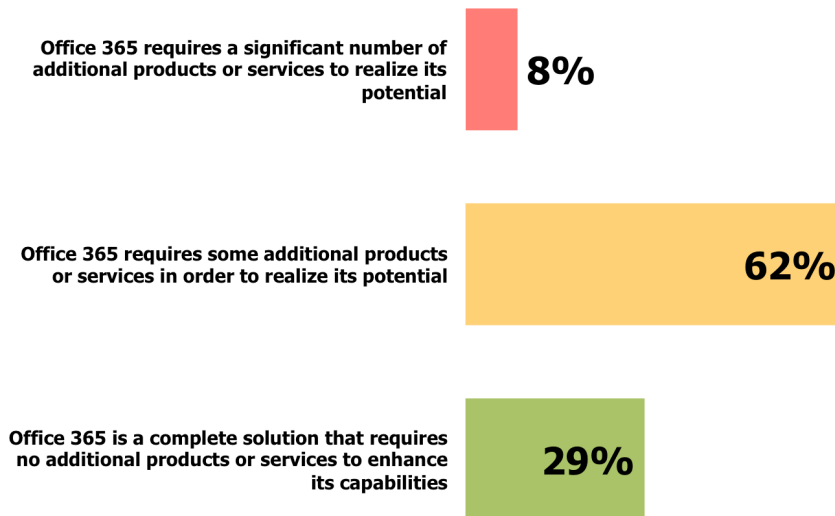 Office 365 requires a significant number of
additional products or services to realize its
potential
8%
Office 365 requires some additional products
or services in order to realize its potential
62%
Office 365 is a complete solution that requires
no additional products or services to enhance
its capabilities
29%